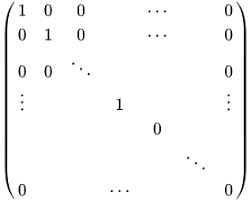 1 0 0 ⋯ 0
0 1 0 ⋯ 0
0 0 ⋱ 0
⋮ 1 ⋮
0
⋱
0 ⋯ 0